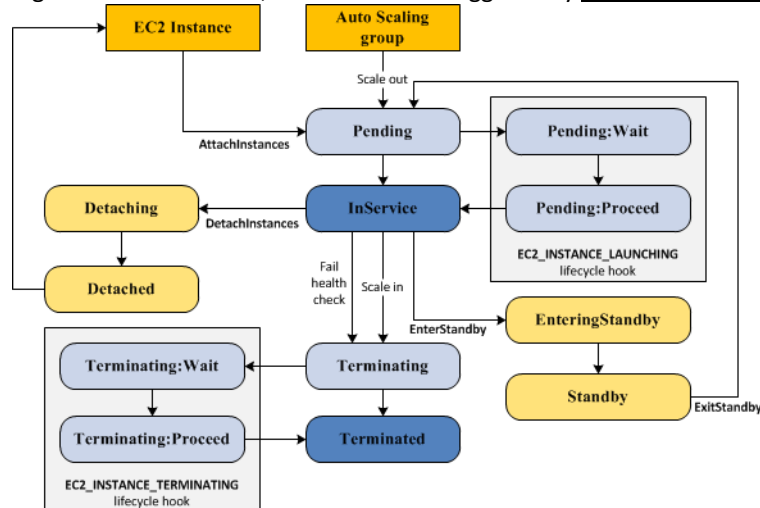 EC2 Instance
Auto Scaling
group
Scale out
Pending
AttachInstances
Pending:Wait
Pending:Proceed
EC2_INSTANCE_LAUNCHING
lifecycle hook
InService
DetachInstances
Detaching
Detached
Fail
health
check
Scale in
EnterStandby
EnteringStandby
Standby
ExitStandby
Terminating
Terminating:Wait
Terminating:Proceed
Terminated
EC2_INSTANCE_TERMINATING
lifecycle hook